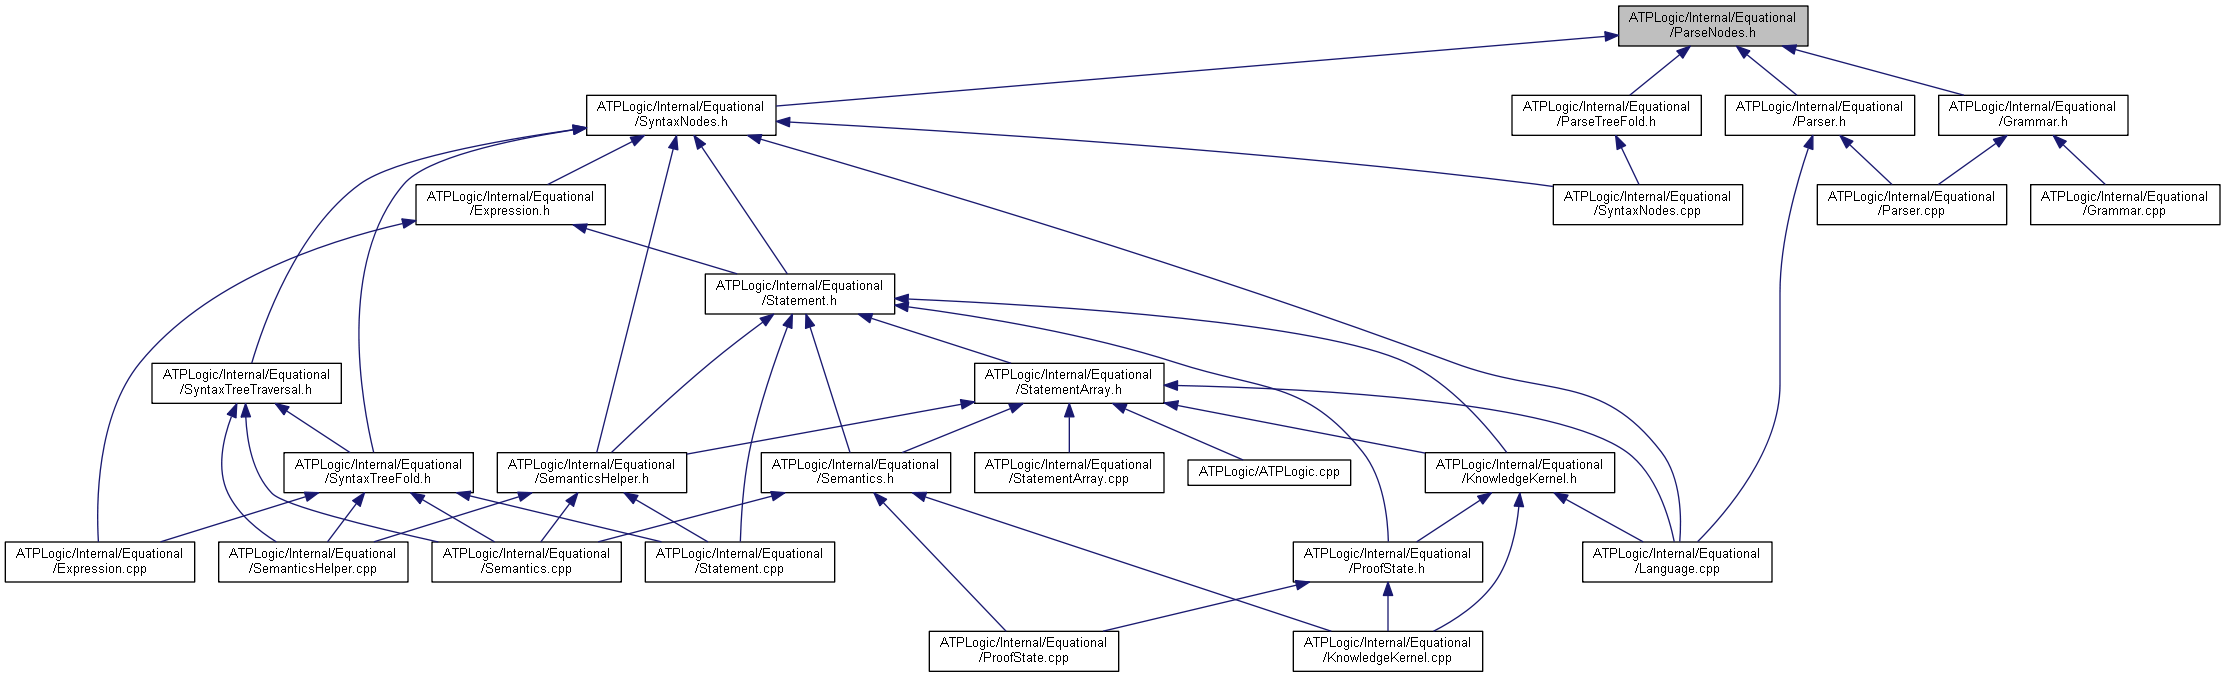 ATPLogic/Internal/Equational
/ParseNodes.h
ATPLogic/Internal/Equational
/SyntaxNodes.h
ATPLogic/Internal/Equational
/ParseTreeFold.h
ATPLogic/Internal/Equational
/Parser.h
ATPLogic/Internal/Equational
/Grammar.h
ATPLogic/Internal/Equational
/Expression.h
ATPLogic/Internal/Equational
/SyntaxNodes.cpp
ATPLogic/Internal/Equational
/Parser.cpp
ATPLogic/Internal/Equational
/Grammar.cpp
ATPLogic/Internal/Equational
/Statement.h
ATPLogic/Internal/Equational
/SyntaxTreeTraversal.h
ATPLogic/Internal/Equational
/StatementArray.h
ATPLogic/Internal/Equational
/SyntaxTreeFold.h
ATPLogic/Internal/Equational
/SemanticsHelper.h
ATPLogic/Internal/Equational
/Semantics.h
ATPLogic/Internal/Equational
/StatementArray.cpp
ATPLogic/ATPLogic.cpp
ATPLogic/Internal/Equational
/KnowledgeKernel.h
ATPLogic/Internal/Equational
/Expression.cpp
ATPLogic/Internal/Equational
/SemanticsHelper.cpp
ATPLogic/Internal/Equational
/Semantics.cpp
ATPLogic/Internal/Equational
/Statement.cpp
ATPLogic/Internal/Equational
/ProofState.h
ATPLogic/Internal/Equational
/Language.cpp
ATPLogic/Internal/Equational
/ProofState.cpp
ATPLogic/Internal/Equational
/KnowledgeKernel.cpp